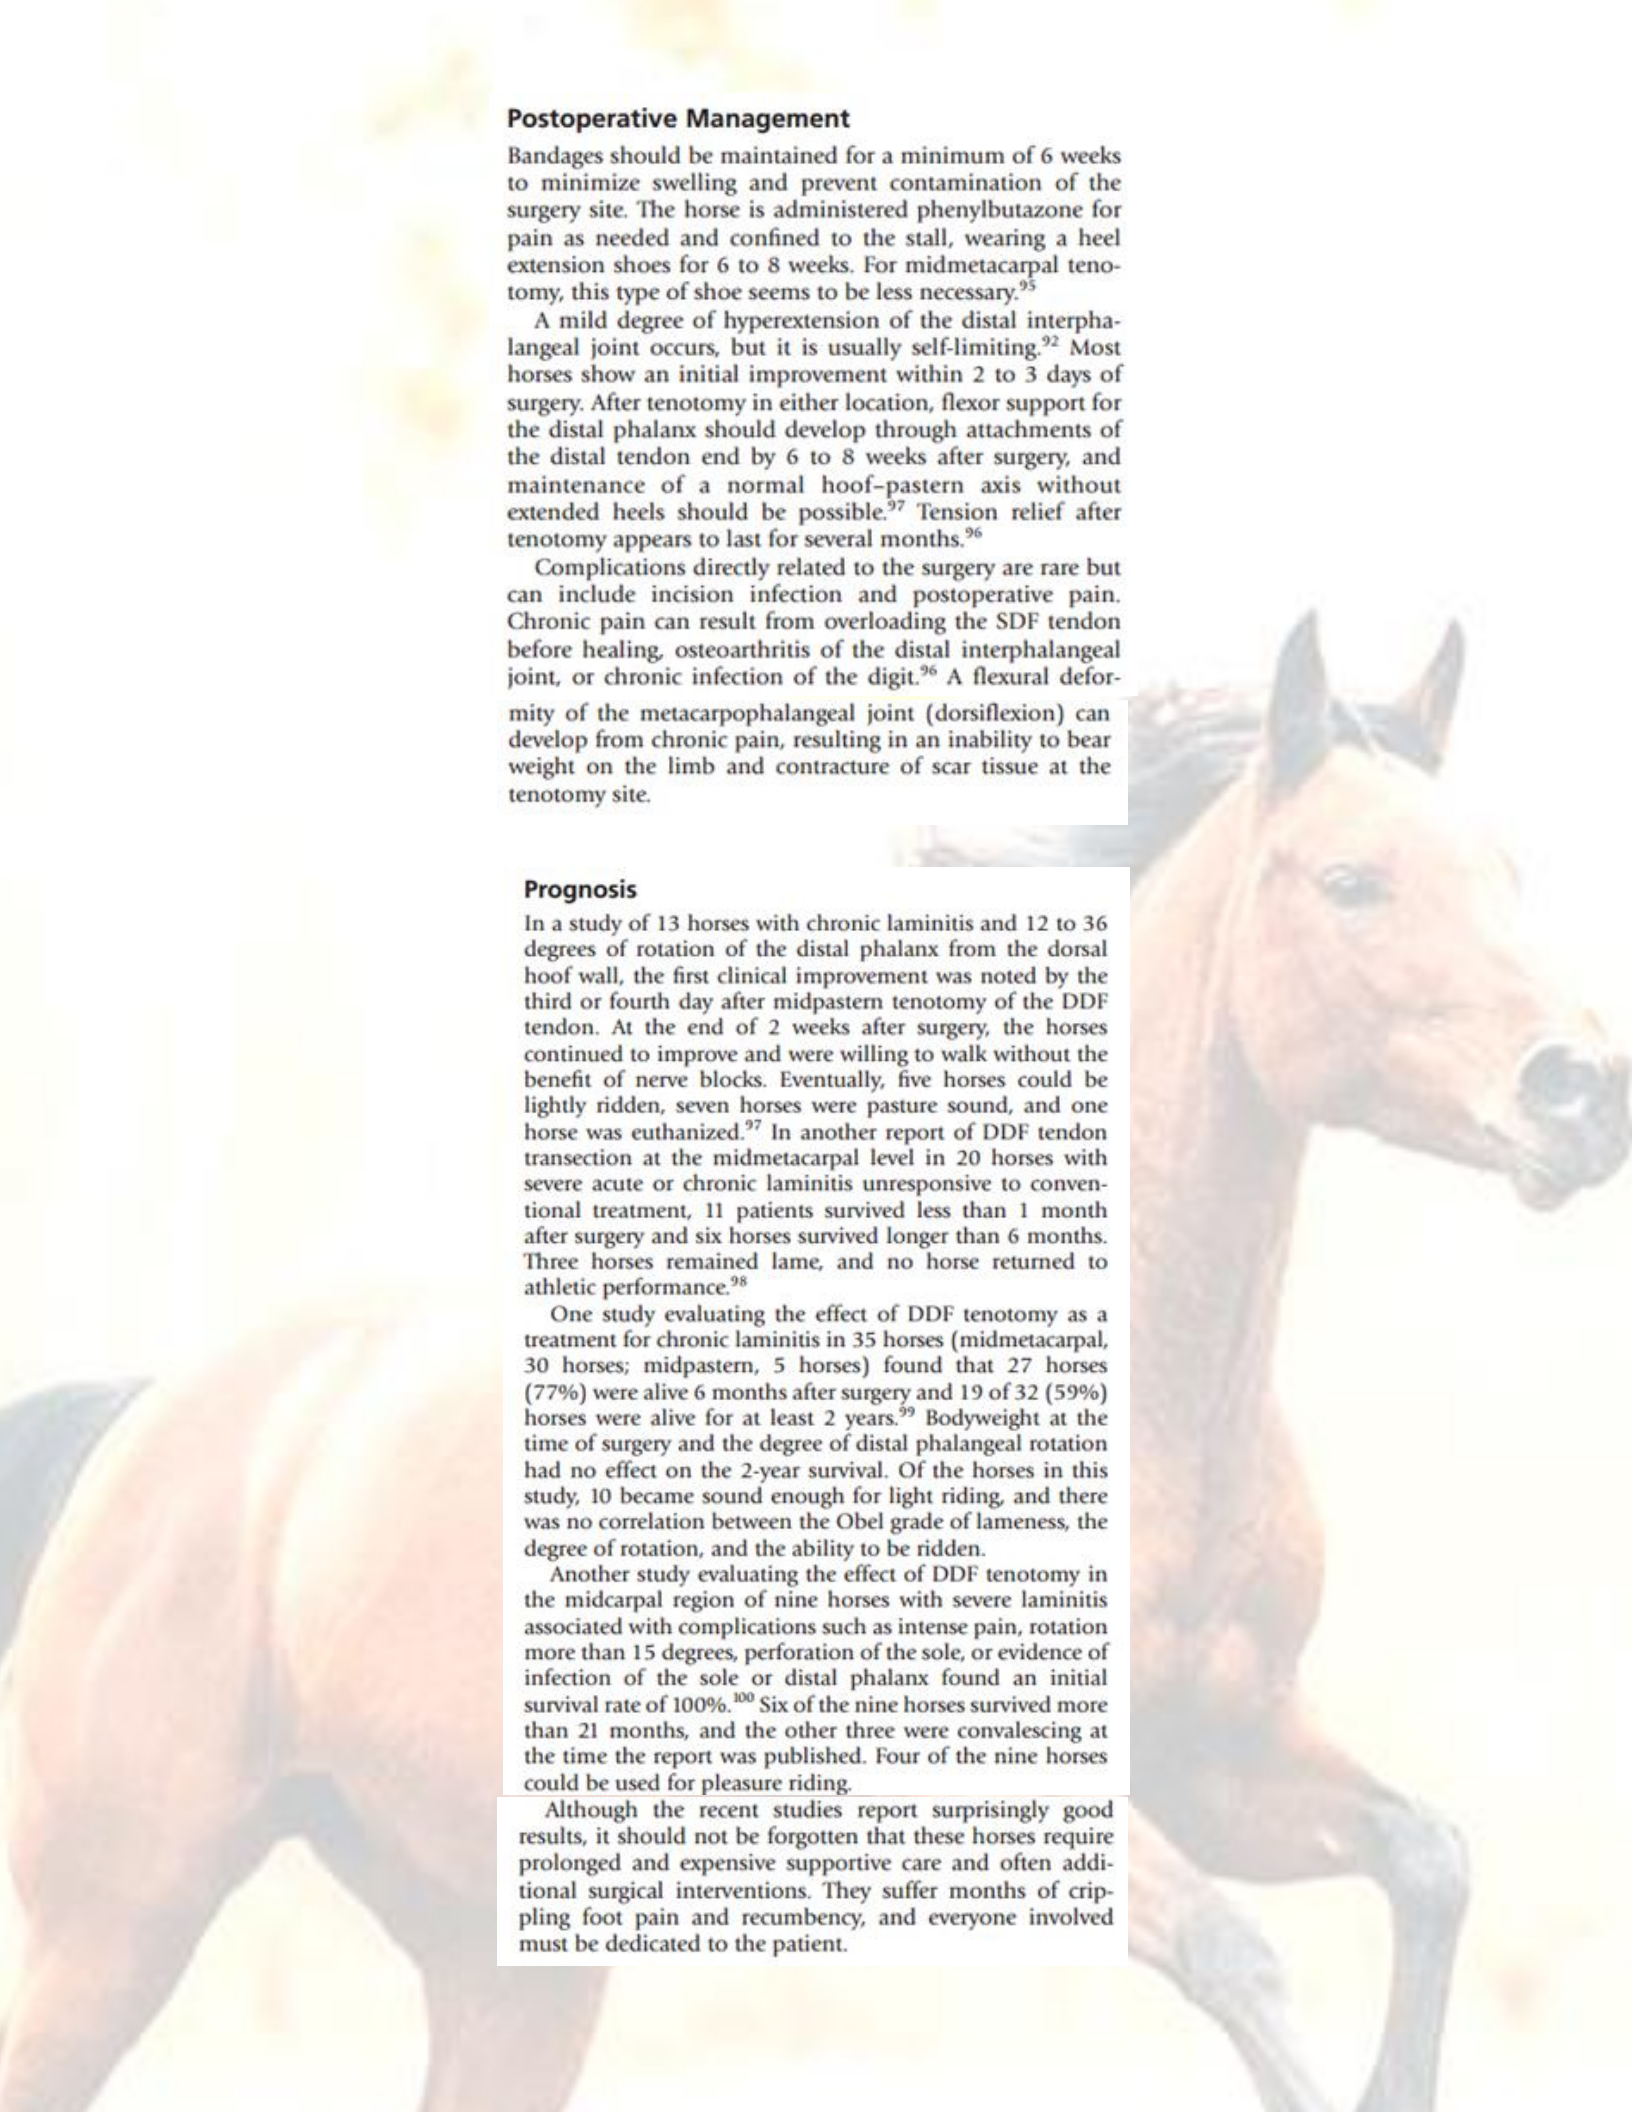 Postoperative Management
Bandages should be maintained for a minimum of 6 weeks
to minimize swelling and prevent contamination of the
surgery site. The horse is administered phenylbutazone for
pain as needed and confined to the stall, wearing a heel
extension shoes for 6 to 8 weeks. For midmetacarpal teno-
tomy, this type of shoe seems to be less necessary.95
A mild degree of hyperextension of the distal interpha-
langeal joint occurs, but it is usually self-limiting.92 Most
horses show an initial improvement within 2 to 3 days of
surgery. After tenotomy in either location, flexor support for
the distal phalanx should develop through attachments of
the distal tendon end by 6 to 8 weeks after surgery, and
maintenance of a normal hoof–pastern axis without
extended heels should be possible.97 Tension relief after
tenotomy appears to last for several months.96
Complications directly related to the surgery are rare but
can include incision infection and postoperative pain.
Chronic pain can result from overloading the SDF tendon
before healing, osteoarthritis of the distal interphalangeal
joint, or chronic infection of the digit.96 A flexural defor-
mity of the metacarpophalangeal joint (dorsiflexion) can
develop from chronic pain, resulting in an inability to bear
weight on the limb and contracture of scar tissue at the
tenotomy site.
Prognosis
In a study of 13 horses with chronic laminitis and 12 to 36
degrees of rotation of the distal phalanx from the dorsal
hoof wall, the first clinical improvement was noted by the
third or fourth day after midpastern tenotomy of the DDF
tendon. At the end of 2 weeks after surgery, the horses
continued to improve and were willing to walk without the
benefit of nerve blocks. Eventually, five horses could be
lightly ridden, seven horses were pasture sound, and one
horse was euthanized.97 In another report of DDF tendon
transection at the midmetacarpal level in 20 horses with
severe acute or chronic laminitis unresponsive to conven-
tional treatment, 11 patients survived less than 1 month
after surgery and six horses survived longer than 6 months.
Three horses remained lame, and no horse returned to
athletic performance.98
One study evaluating the effect of DDF tenotomy as a
treatment for chronic laminitis in 35 horses (midmetacarpal,
30 horses; midpastern, 5 horses) found that 27 horses
(77%) were alive 6 months after surgery and 19 of 32 (59%)
horses were alive for at least 2 years.99 Bodyweight at the
time of surgery and the degree of distal phalangeal rotation
had no effect on the 2-year survival. Of the horses in this
study, 10 became sound enough for light riding, and there
was no correlation between the Obel grade of lameness, the
degree of rotation, and the ability to be ridden.
Another study evaluating the effect of DDF tenotomy in
the midcarpal region of nine horses with severe laminitis
associated with complications such as intense pain, rotation
more than 15 degrees, perforation of the sole, or evidence of
infection of the sole or distal phalanx found an initial
survival rate of 100%.100 Six of the nine horses survived more
than 21 months, and the other three were convalescing at
the time the report was published. Four of the nine horses
could be used for pleasure riding.
Although the recent studies report surprisingly good
results, it should not be forgotten that these horses require
prolonged and expensive supportive care and often addi-
tional surgical interventions. They suffer months of crip-
pling foot pain and recumbency, and everyone involved
must be dedicated to the patient.